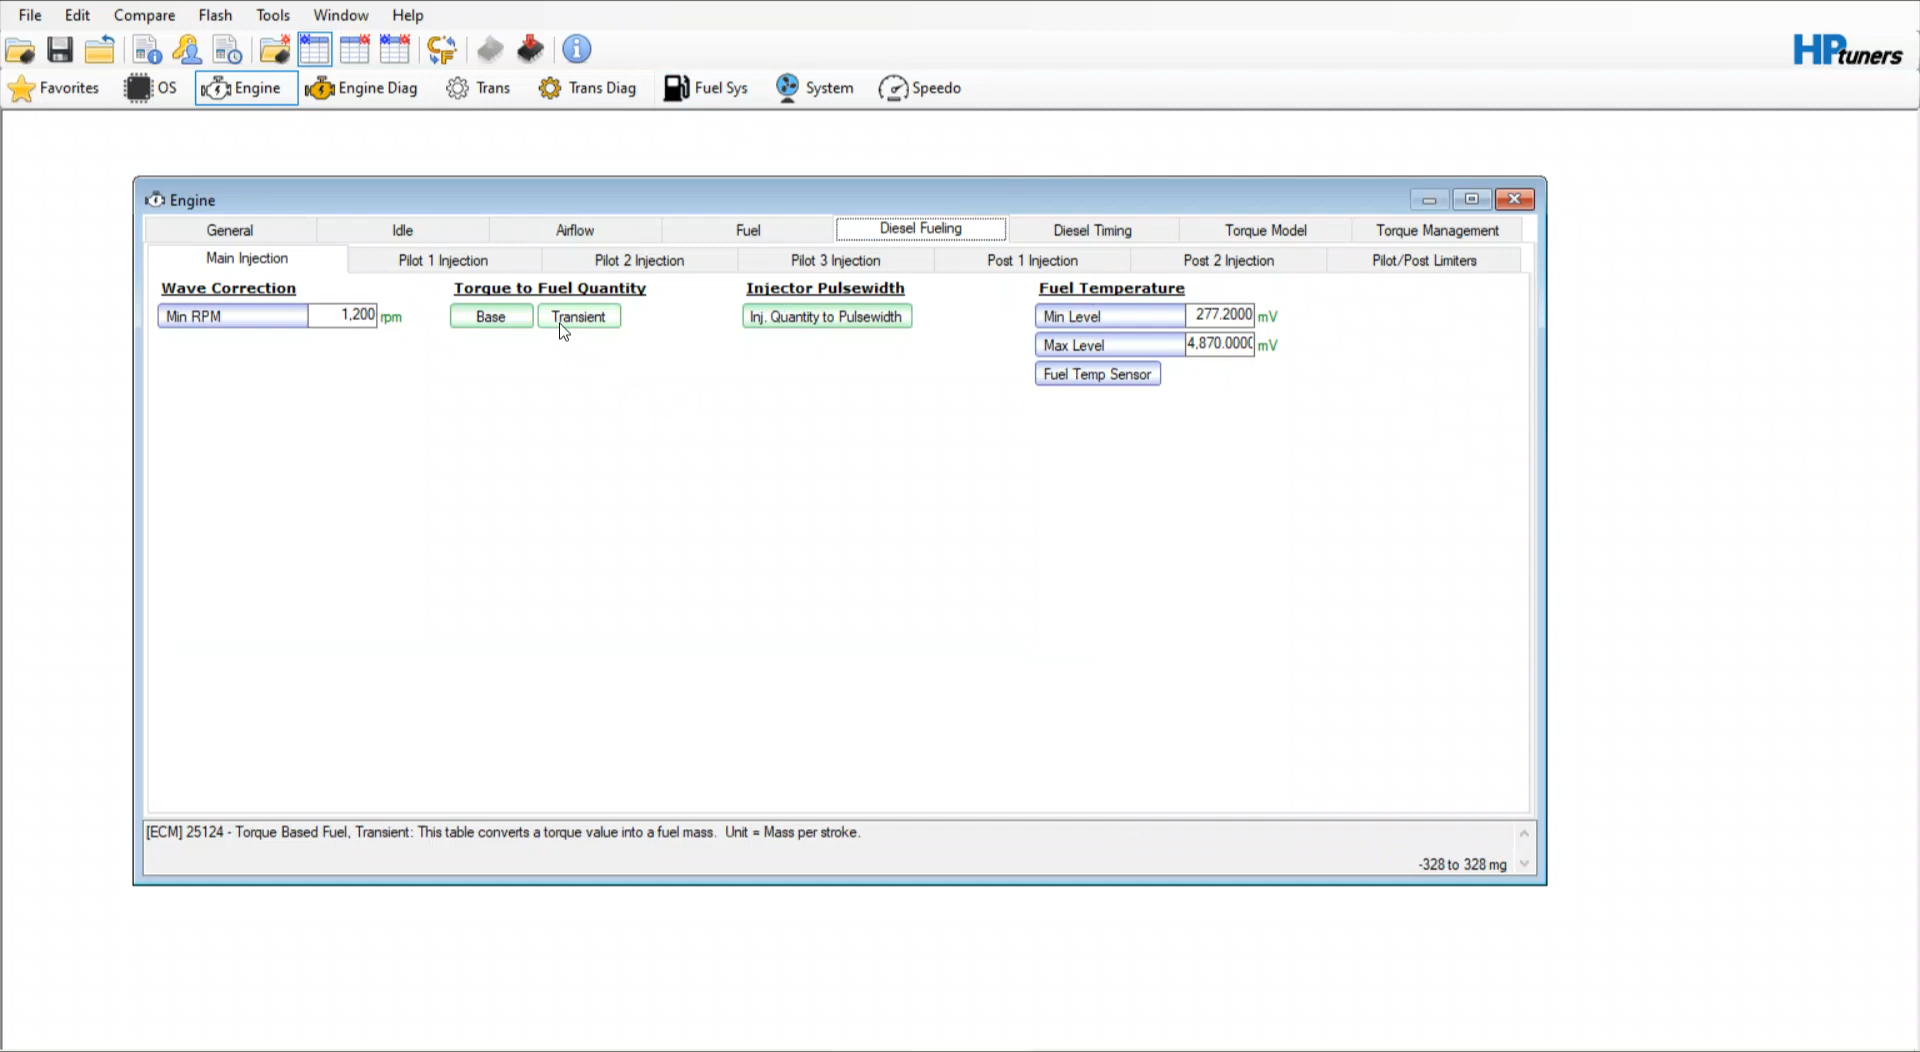 File Edit Compare Flash Tools Window Help
HPtuners
Favorites OS Engine Engine Diag Trans Trans Diag Fuel Sys System Speedo
Engine
General Idle Airflow Fuel Diesel Fueling Diesel Timing Torque Model Torque Management
Main Injection Pilot 1 Injection Pilot 2 Injection Pilot 3 Injection Post 1 Injection Post 2 Injection Pilot/Post Limiters
Wave Correction Torque to Fuel Quantity Injector Pulsewidth Fuel Temperature
Min RPM 1,200 rpm Base Transient Inj. Quantity to Pulsewidth Min Level 277.2000 mV
Max Level 4,870.0000 mV
Fuel Temp Sensor
[ECM] 25124 - Torque Based Fuel, Transient: This table converts a torque value into a fuel mass. Unit = Mass per stroke.
-328 to 328 mg